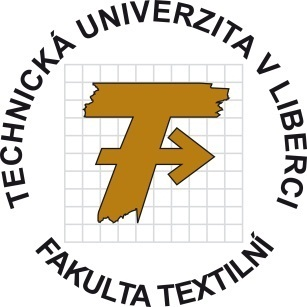 TECHNICKÁ UNIVERZITA V LIBERCI
FAKULTA TEXTILNÍ